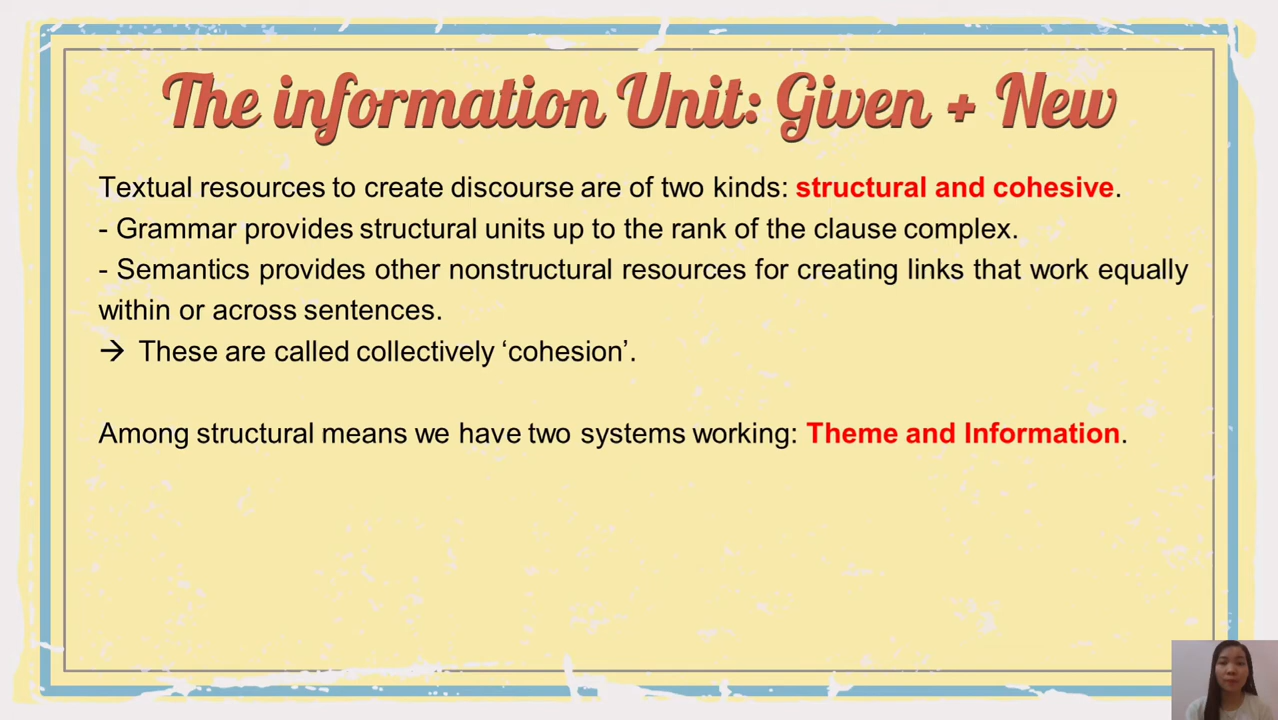 The information Unit: Given + New
Textual resources to create discourse are of two kinds: structural and cohesive.
- Grammar provides structural units up to the rank of the clause complex.
- Semantics provides other nonstructural resources for creating links that work equally
within or across sentences.
→ These are called collectively ‘cohesion’.
Among structural means we have two systems working: Theme and Information.